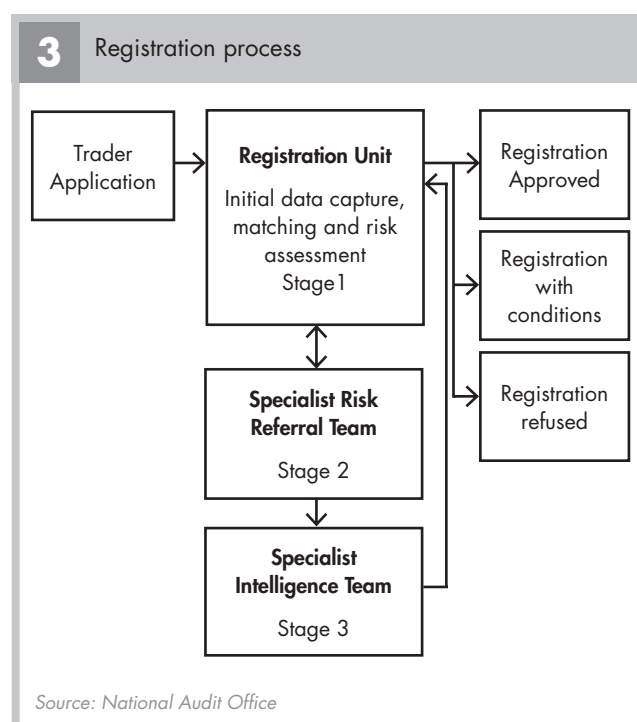 3
Registration process
Trader
Application
Registration Unit
Initial data capture,
matching and risk
assessment
Stage1
Registration
Approved
Registration
with
conditions
Registration
refused
Specialist Risk
Referral Team
Stage 2
Specialist
Intelligence Team
Stage 3
Source: National Audit Office